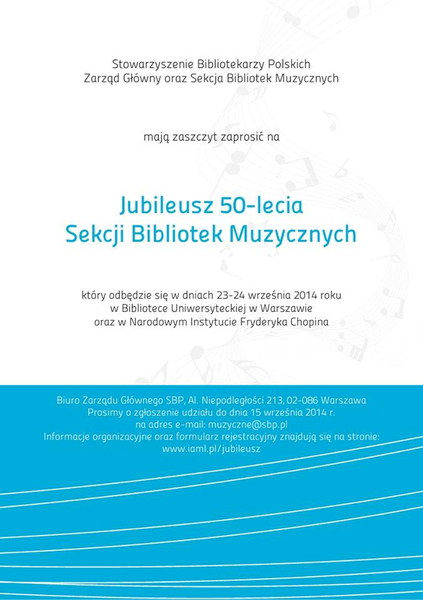 Stowarzyszenie Bibliotekarzy Polskich
Zarząd Główny oraz Sekcja Bibliotek Muzycznych
mają zaszczyt zaprosić na
Jubileusz 50-lecia
Sekcji Bibliotek Muzycznych
który odbędzie się w dniach 23-24 września 2014 roku
w Bibliotece Uniwersyteckiej w Warszawie
oraz w Narodowym Instytucie Fryderyka Chopina
Biuro Zarządu Głównego SBP, Al. Niepodległości 213, 02-086 Warszawa
Prosimy o zgłoszenie udziału do dnia 15 września 2014 r.
na adres e-mail: muzyczne@sbp.pl
Informacje organizacyjne oraz formularz rejestracyjny znajdują się na stronie:
www.iaml.pl/jubileusz